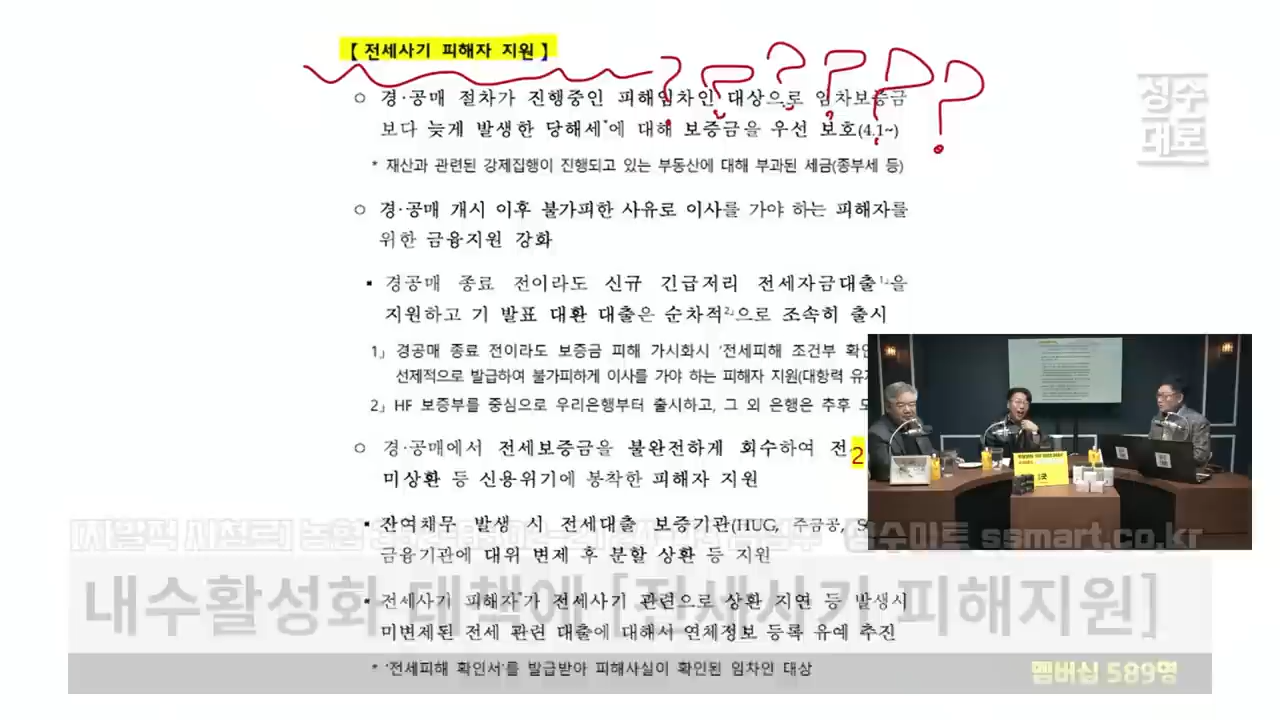 【 전세사기 피해자 지원 】
○ 경·공매 절차가 진행중인 피해임차인 대상으로 임차보증금
보다 늦게 발생한 당해세*에 대해 보증금을 우선 보호(4.1~)
* 재산과 관련된 강제집행이 진행되고 있는 부동산에 대해 부과된 세금(종부세 등)
○ 경·공매 개시 이후 불가피한 사유로 이사를 가야 하는 피해자를
위한 금융지원 강화
▪ 경공매 종료 전이라도 신규 긴급저리 전세자금대출1」을
지원하고 기 발표 대환 대출은 순차적2」으로 조속히 출시
1」 경공매 종료 전이라도 보증금 피해 가시화시 '전세피해 조건부 확인
선제적으로 발급하여 불가피하게 이사를 가야 하는 피해자 지원(대항력 유지
2」 HF 보증부를 중심으로 우리은행부터 출시하고, 그 외 은행은 추후
○ 경·공매에서 전세보증금을 불완전하게 회수하여 전
2
미상환 등 신용위기에 봉착한 피해자 지원
▪ 잔여채무 발생 시 전세대출 보증기관(HUG, 주금공,
금융기관에 대위 변제 후 분할 상환 등 지원
▪ 전세사기 피해자*가 전세사기 관련으로 상환 지연 등 발생시
미변제된 전세 관련 대출에 대해서 연체정보 등록 유예 추진
* '전세피해 확인서'를 발급받아 피해사실이 확인된 임차인 대상
성수
대로
[자발적 시청료] 농협
성수미트 ssmart.co.kr
내수활성화 대책에 [전세사기 피해지원]
멤버십 589명